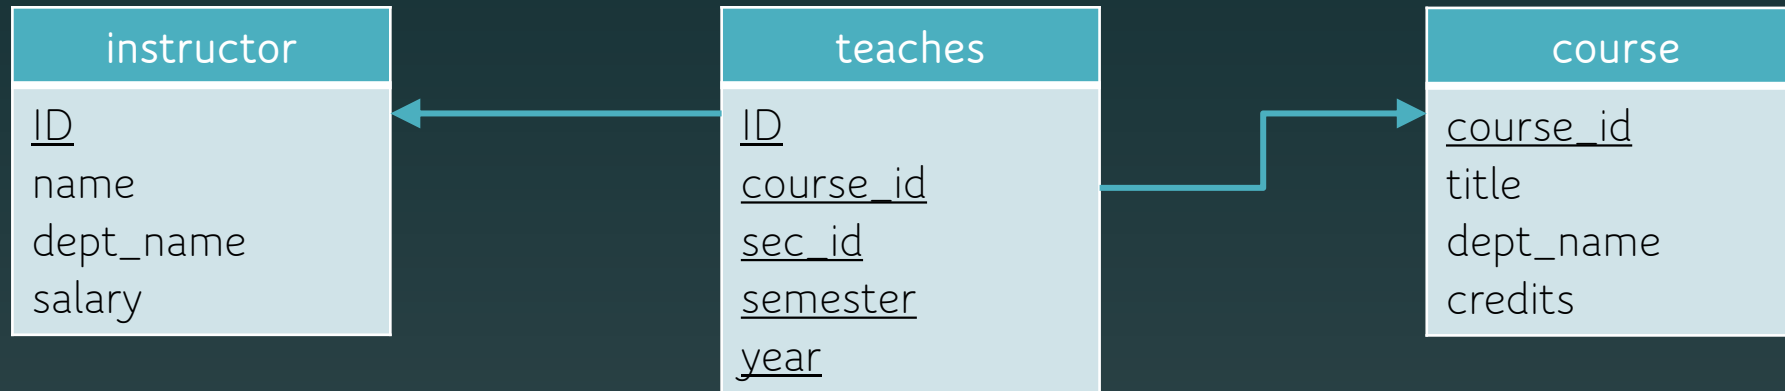 instructor
ID
name
dept_name
salary
teaches
ID
course_id
sec_id
semester
year
course
course_id
title
dept_name
credits